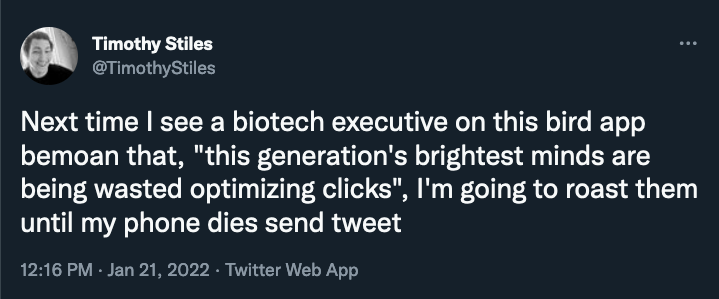 Timothy Stiles
@TimothyStiles
Next time I see a biotech executive on this bird app
bemoan that, "this generation's brightest minds are
being wasted optimizing clicks", I'm going to roast them
until my phone dies send tweet
12:16 PM · Jan 21, 2022 · Twitter Web App